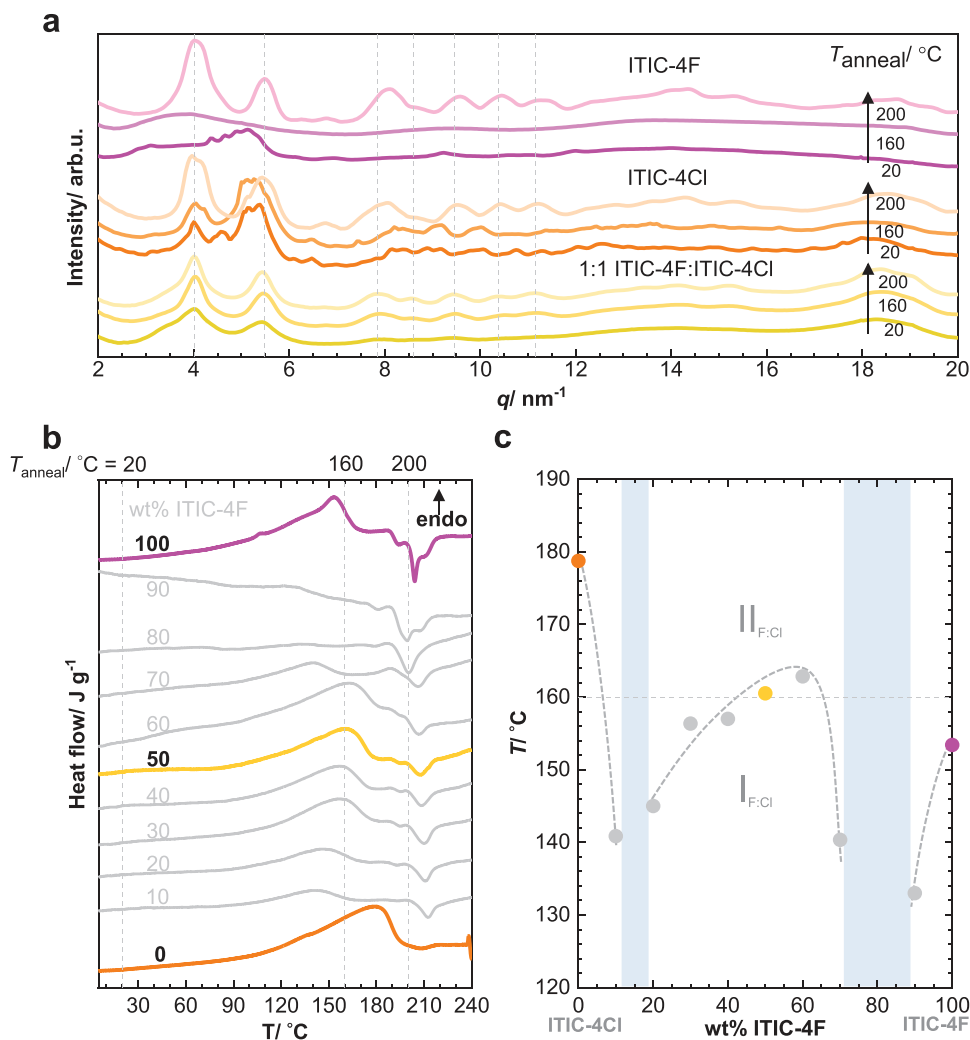 a
ITIC-4F
T anneal/ °C
200
160
20
ITIC-4Cl
200
160
20
1:1 ITIC-4F:ITIC-4Cl
200
160
20
Intensity/ arb.u.
2 4 6 8 10 12 14 16 18 20
q/ nm-1
b
T anneal/ °C = 20 160 200
wt% ITIC-4F
endo
100
90
80
70
60
50
40
30
20
10
0
Heat flow/ J g-1
30 60 90 120 150 180 210 240
T/ °C
c
190
180
170
160
150
140
130
120
T/ °C
II F:Cl
I F:Cl
0 20 40 60 80 100
ITIC-4Cl wt% ITIC-4F ITIC-4F